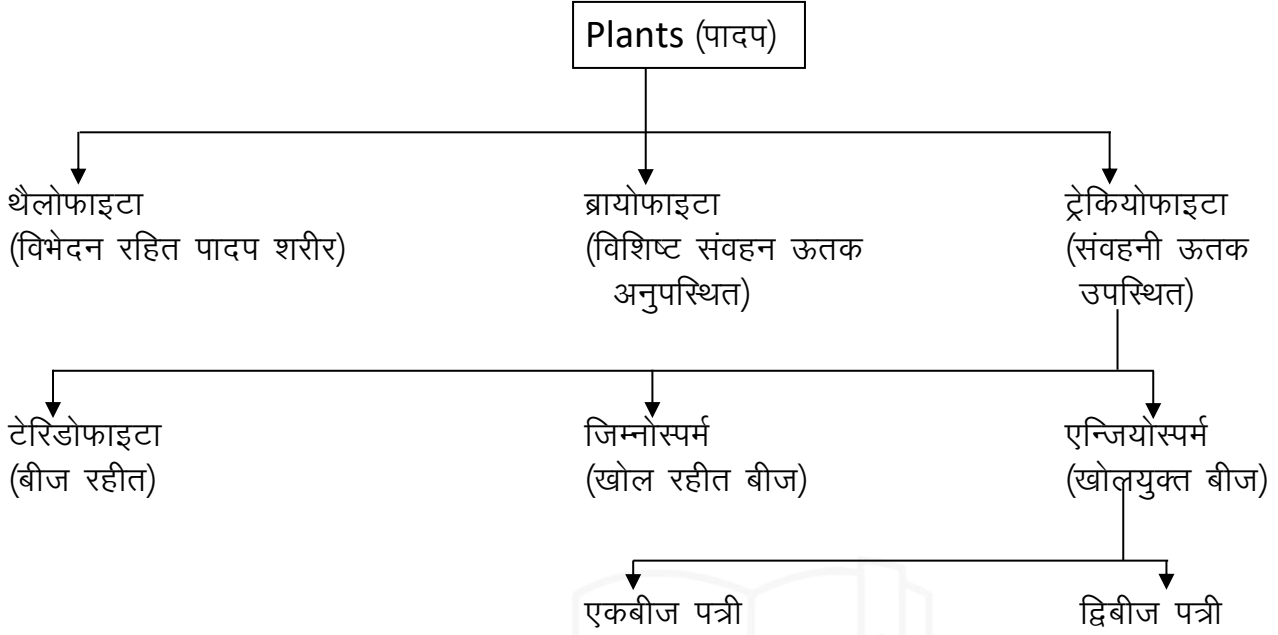 Plants (पादप)
थैलोफाइटा
(विभेदन रहित पादप शरीर)
ब्रायोफाइटा
(विशिष्ट संवहन ऊतक
अनुपस्थित)
ट्रेकियोफाइटा
(संवहनी ऊतक
उपस्थित)
टेरिडोफाइटा
(बीज रहीत)
जिम्नोस्पर्म
(खोल रहीत बीज)
एन्जियोस्पर्म
(खोलयुक्त बीज)
एकबीज पत्री
द्विबीज पत्री